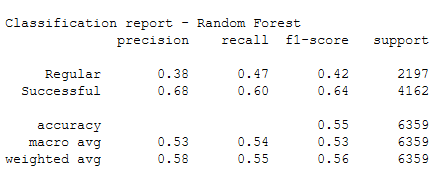 Classification report - Random Forest
precision recall f1-score support
Regular 0.38 0.47 0.42 2197
Successful 0.68 0.60 0.64 4162
accuracy 0.55 6359
macro avg 0.53 0.54 0.53 6359
weighted avg 0.58 0.55 0.56 6359